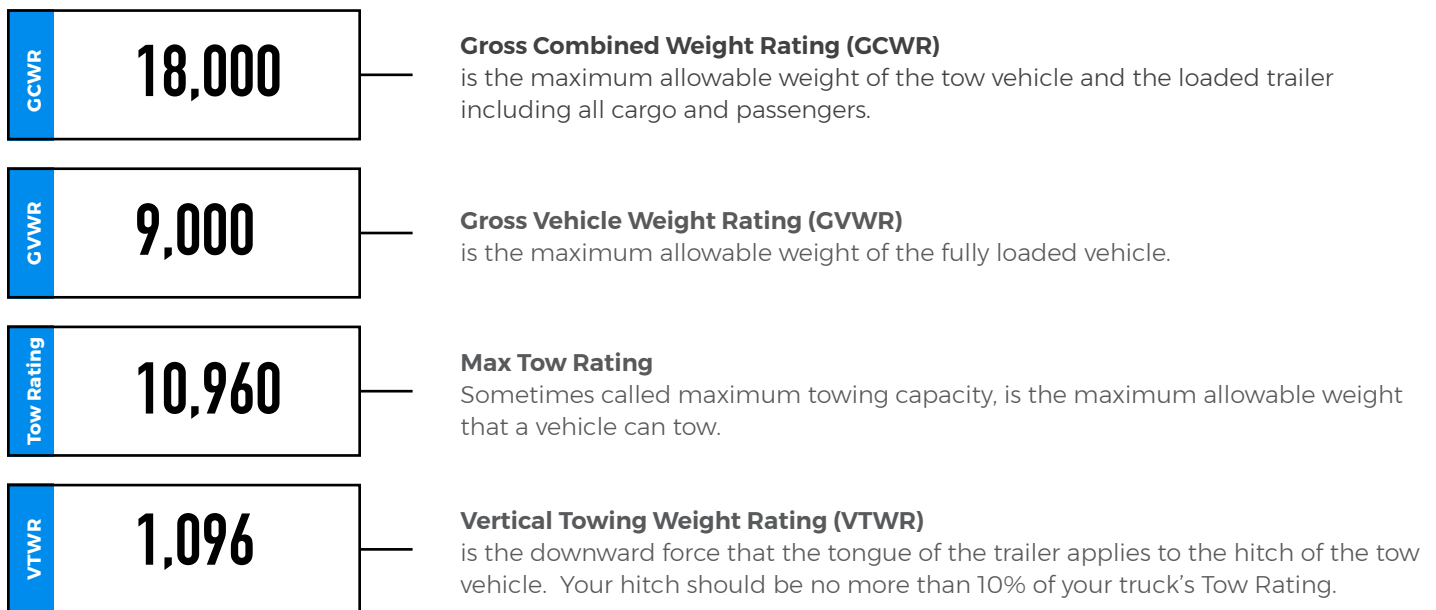 GCWR
18,000
Gross Combined Weight Rating (GCWR)
is the maximum allowable weight of the tow vehicle and the loaded trailer
including all cargo and passengers.
GVWR
9,000
Gross Vehicle Weight Rating (GVWR)
is the maximum allowable weight of the fully loaded vehicle.
Tow Rating
10,960
Max Tow Rating
Sometimes called maximum towing capacity, is the maximum allowable weight
that a vehicle can tow.
VTWR
1,096
Vertical Towing Weight Rating (VTWR)
is the downward force that the tongue of the trailer applies to the hitch of the tow
vehicle.  Your hitch should be no more than 10% of your truck's Tow Rating.